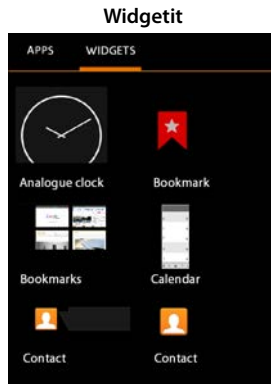 Widgetit
APPS WIDGETS
Analogue clock Bookmark
Bookmarks Calendar
Contact Contact